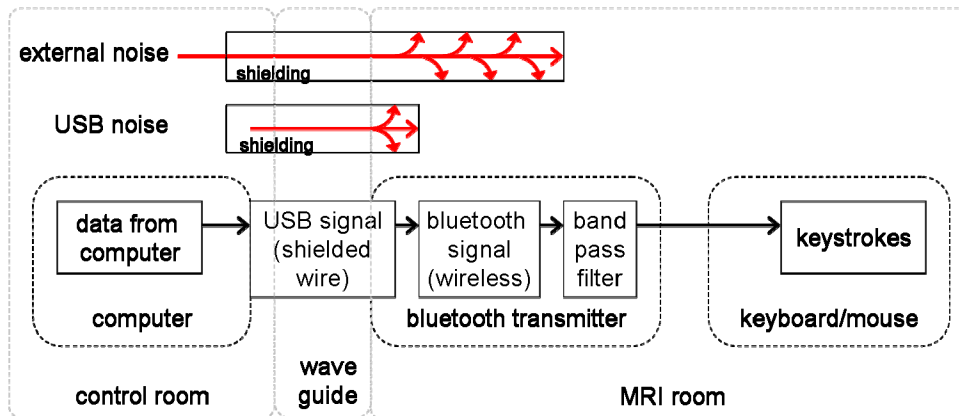 external noise
shielding
USB noise
shielding
data from
computer
USB signal
(shielded
wire)
bluetooth
signal
(wireless)
band
pass
filter
keystrokes
computer
bluetooth transmitter
keyboard/mouse
control room
wave
guide
MRI room